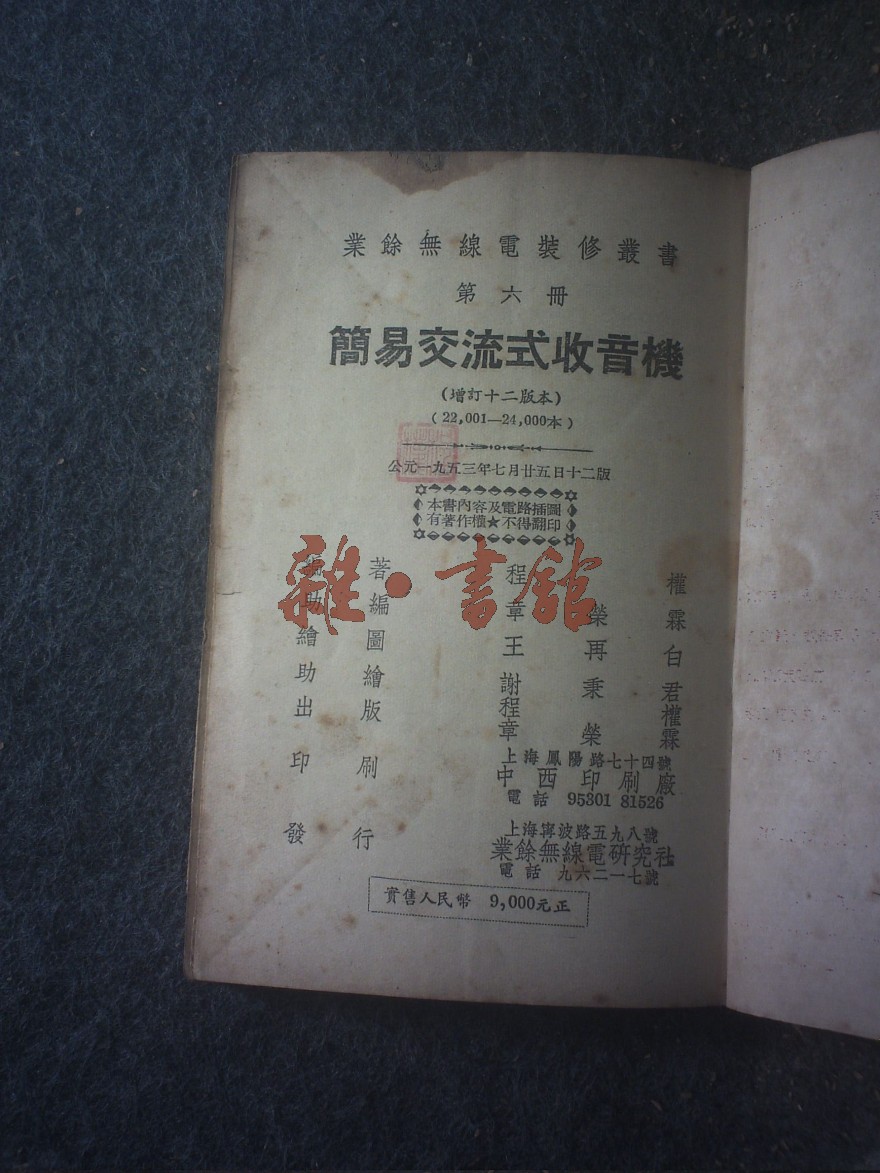 業餘無線電裝修叢書
第六冊
簡易交流式收音機
(增訂十二版本)
(22,001—24,000本)
公元一九五三年七月廿五日十二版
本書內容及電路插圖
有著作權★不得翻印
雜·書館
著 程 權
助編 章榮霖
繪圖 王再白
助繪 謝秉君
出版 程 權
章榮霖
印刷 上海鳳陽路七十四號
中西印刷廠
電話 95301 81526
發行 上海寧波路五九八號
業餘無線電研究社
電話 九六二一七號
實售人民幣 9,000元正